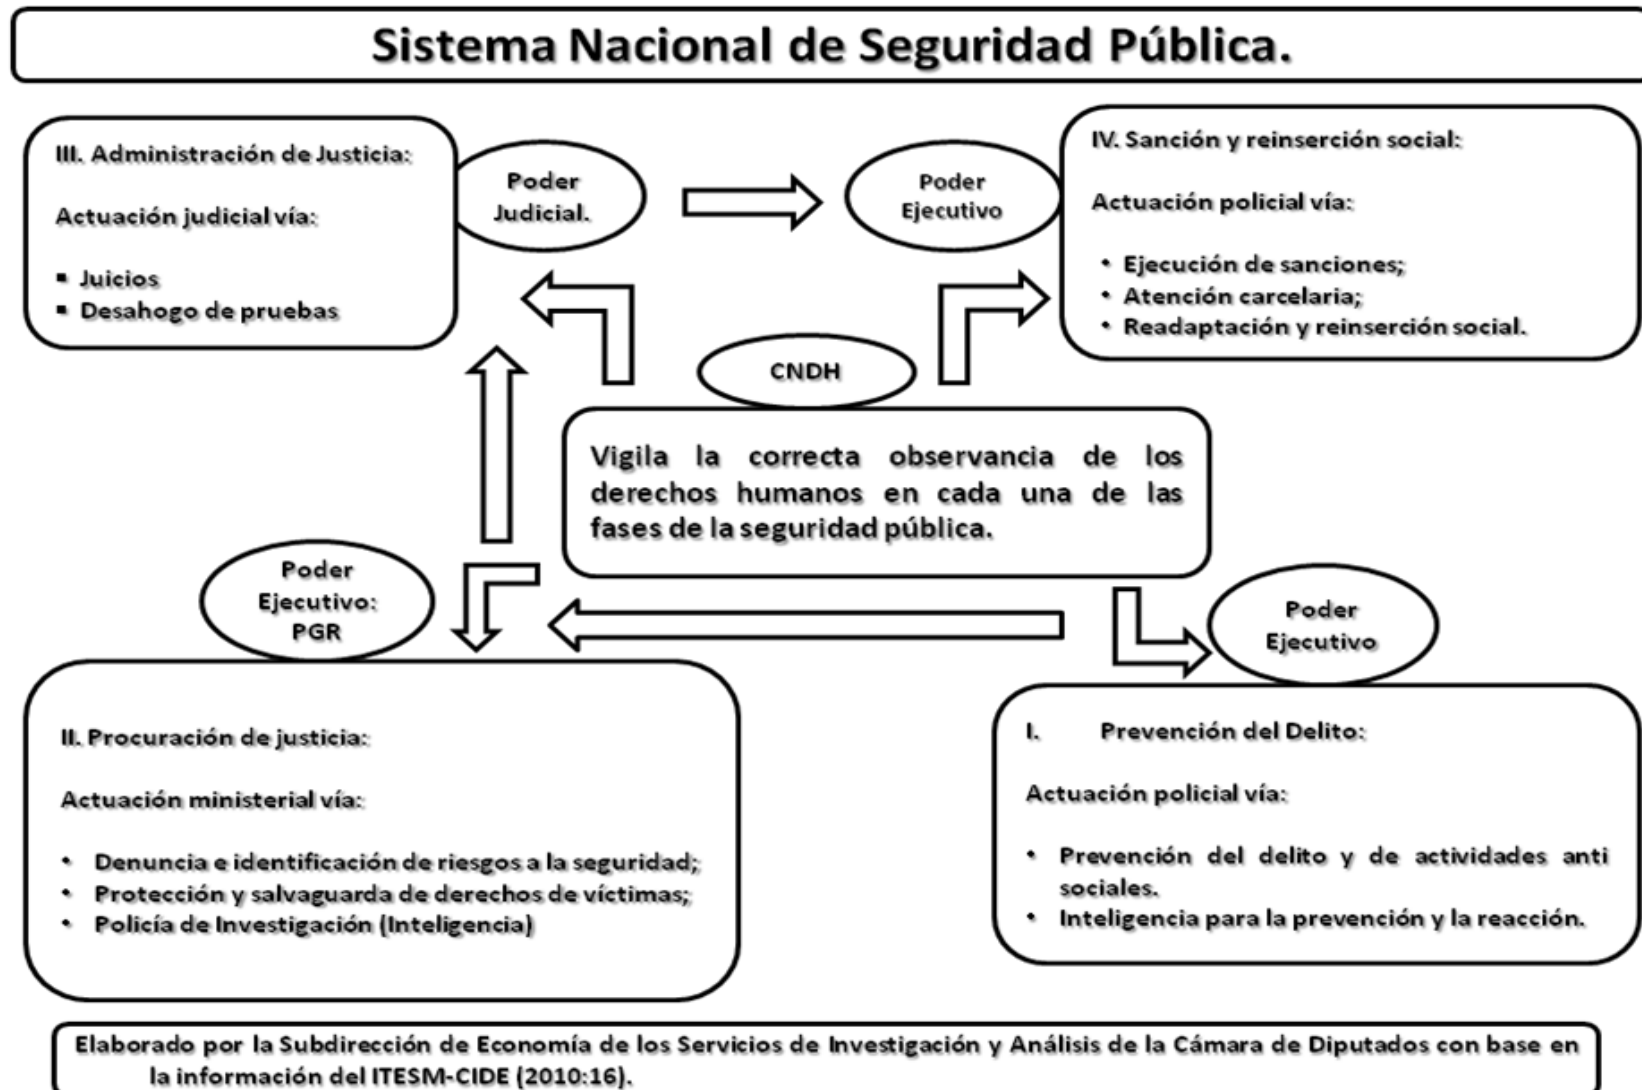 Sistema Nacional de Seguridad Pública.
III. Administración de Justicia:
Actuación judicial vía:
▪ Juicios
▪ Desahogo de pruebas
Poder
Judicial.
Poder
Ejecutivo
IV. Sanción y reinserción social:
Actuación policial vía:
• Ejecución de sanciones;
• Atención carcelaria;
• Readaptación y reinserción social.
CNDH
Vigila la correcta observancia de los
derechos humanos en cada una de las
fases de la seguridad pública.
Poder
Ejecutivo:
PGR
II. Procuración de justicia:
Actuación ministerial vía:
• Denuncia e identificación de riesgos a la seguridad;
• Protección y salvaguarda de derechos de víctimas;
• Policía de Investigación (Inteligencia)
Poder
Ejecutivo
I. Prevención del Delito:
Actuación policial vía:
• Prevención del delito y de actividades anti
sociales.
• Inteligencia para la prevención y la reacción.
Elaborado por la Subdirección de Economía de los Servicios de Investigación y Análisis de la Cámara de Diputados con base en
la información del ITESM-CIDE (2010:16).